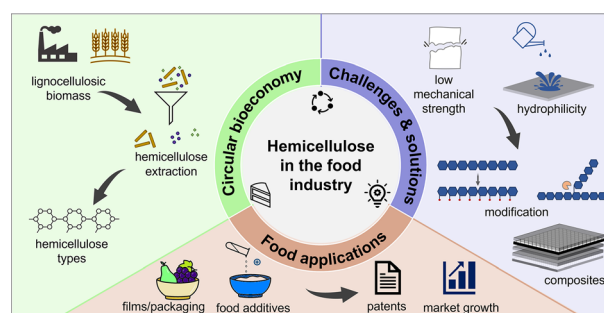 lignocellulosic
biomass
hemicellulose
extraction
hemicellulose
types
Circular bioeconomy
Challenges & solutions
Food applications
Hemicellulose
in the food
industry
low
mechanical
strength
hydrophilicity
modification
composites
films/packaging
food additives
patents
market growth